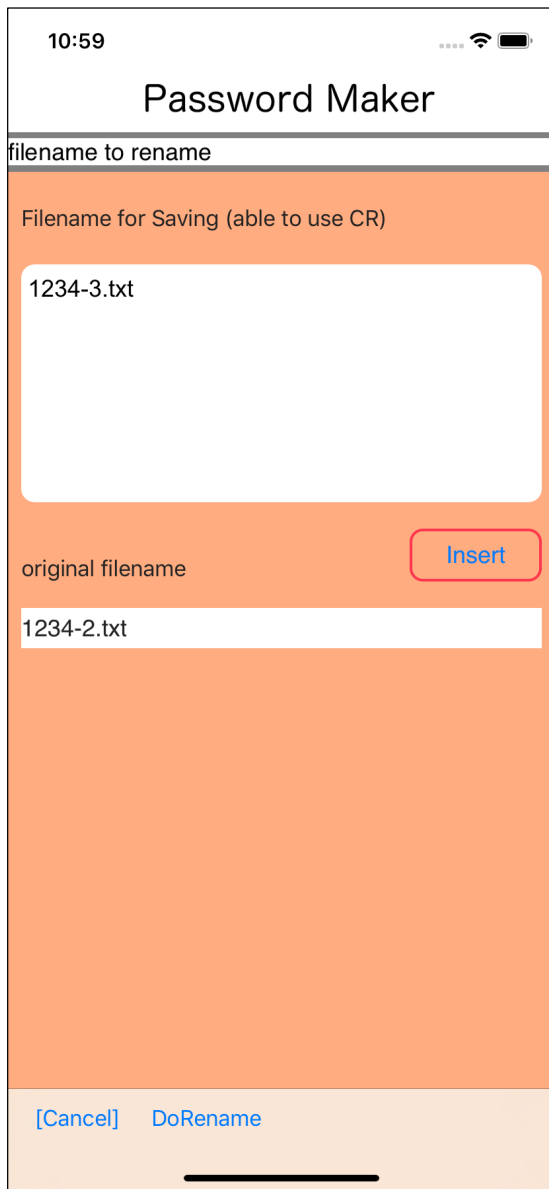 10:59
Password Maker
filename to rename
Filename for Saving (able to use CR)
1234-3.txt
Insert
original filename
1234-2.txt
[Cancel] DoRename